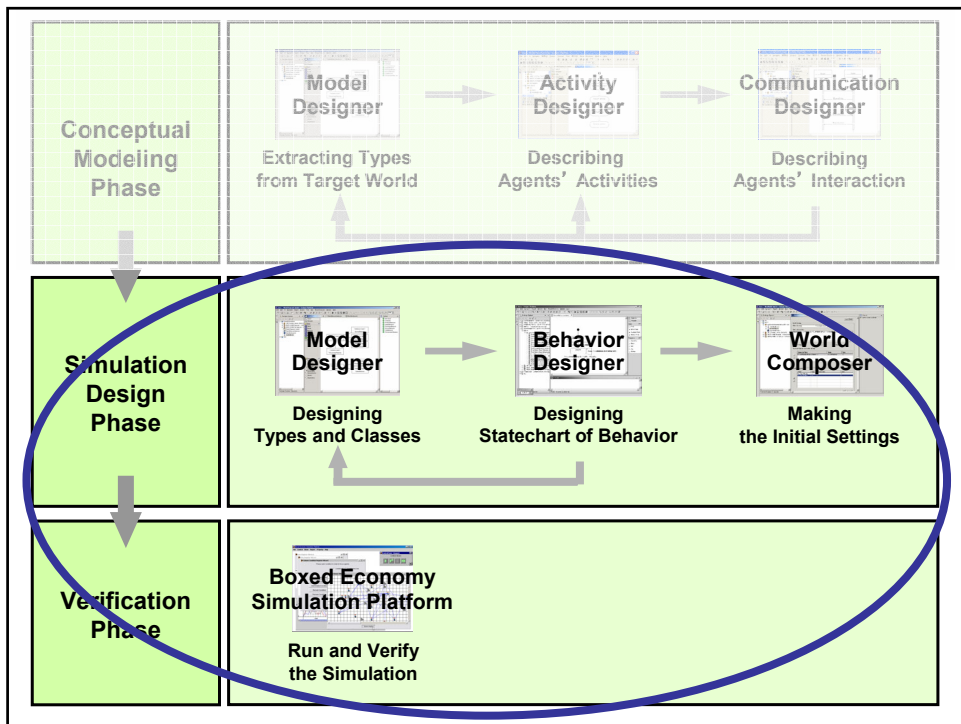 Conceptual
Modeling
Phase
Model
Designer
Extracting Types
from Target World
Activity
Designer
Describing
Agents’ Activities
Communication
Designer
Describing
Agents’ Interaction
Simulation
Design
Phase
Model
Designer
Designing
Types and Classes
Behavior
Designer
Designing
Statechart of Behavior
World
Composer
Making
the Initial Settings
Verification
Phase
Boxed Economy
Simulation Platform
Run and Verify
the Simulation